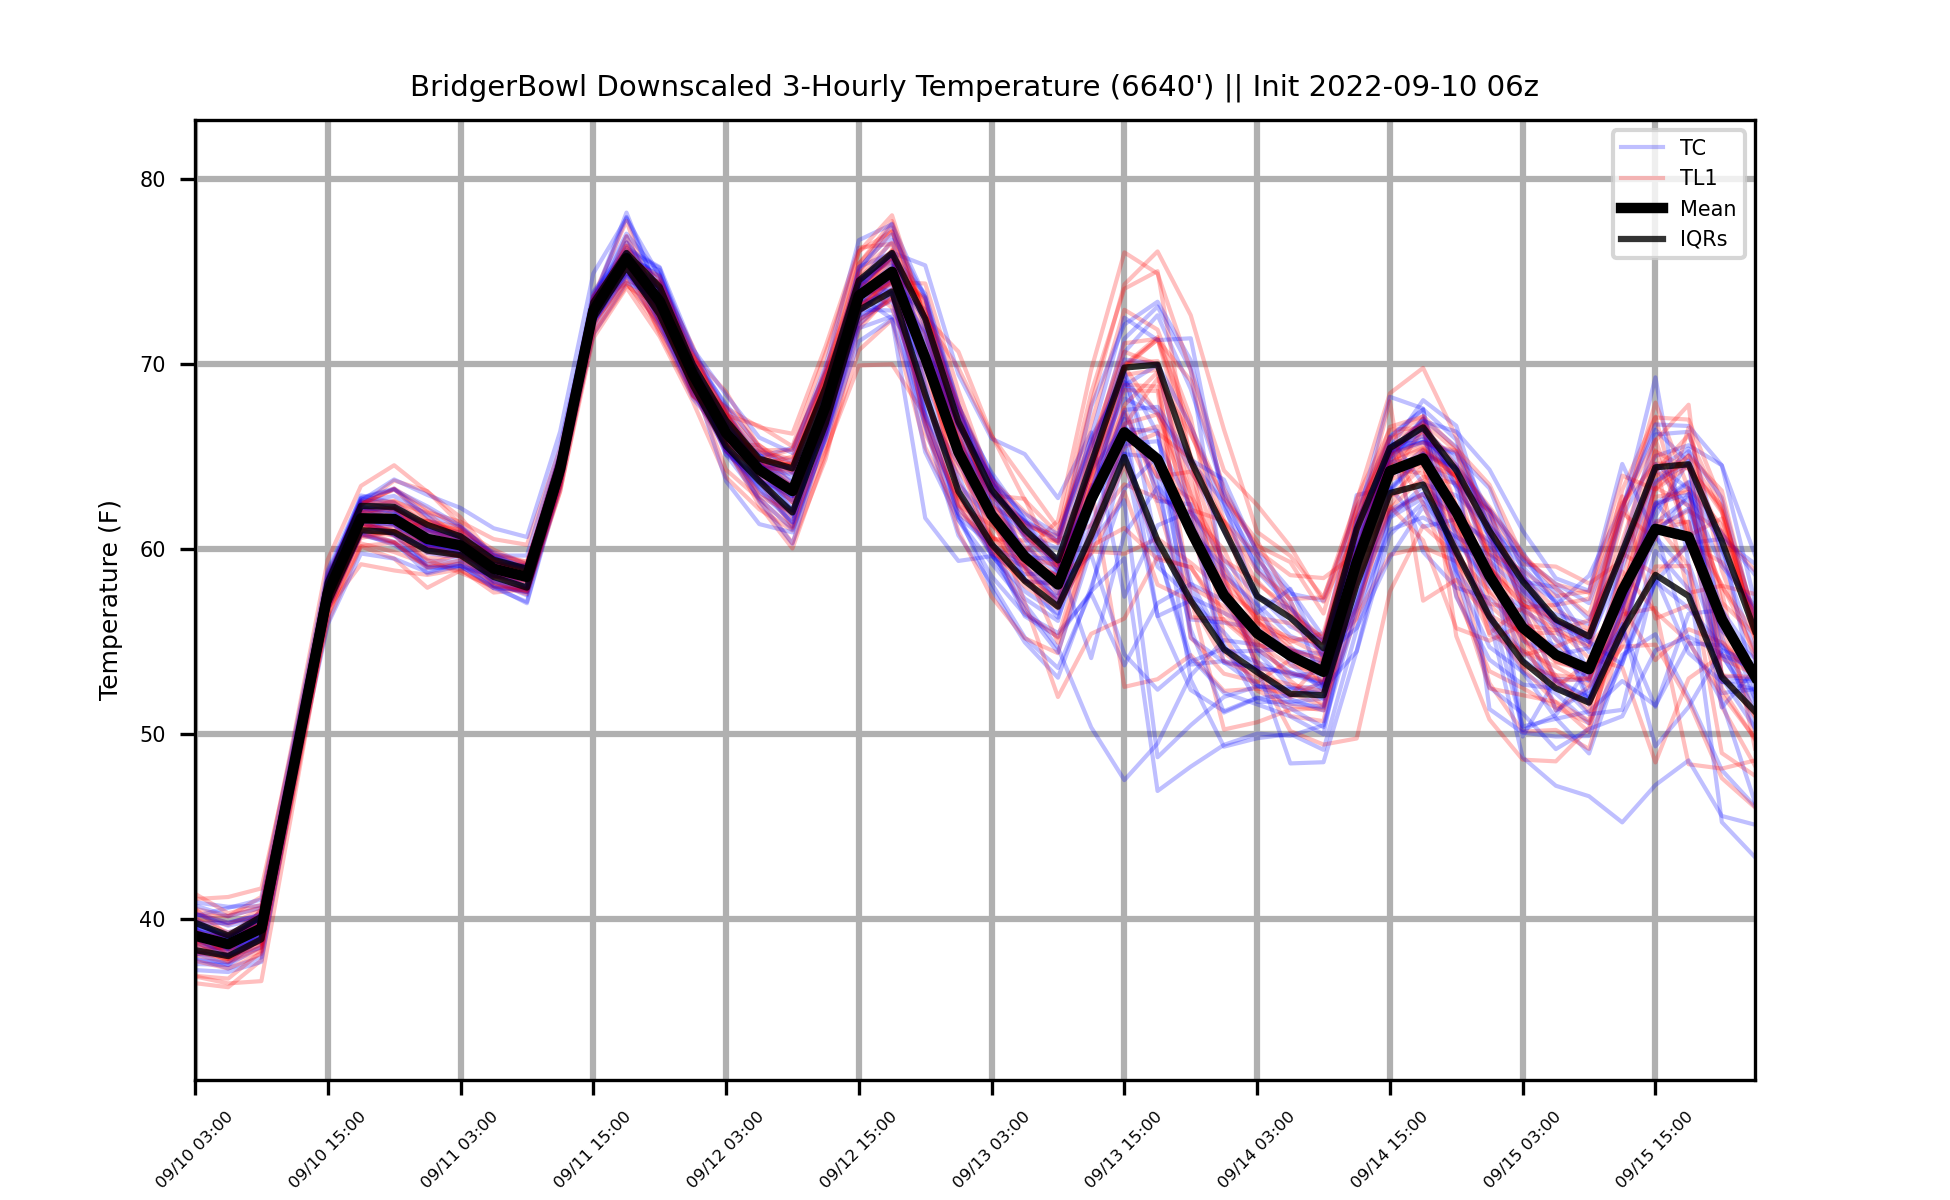 BridgerBowl Downscaled 3-Hourly Temperature (6640') || Init 2022-09-10 06z
TC
TL1
Mean
IQRs
Temperature (F)
80
70
60
50
40
09/10 03:00
09/10 15:00
09/11 03:00
09/11 15:00
09/12 03:00
09/12 15:00
09/13 03:00
09/13 15:00
09/14 03:00
09/14 15:00
09/15 03:00
09/15 15:00